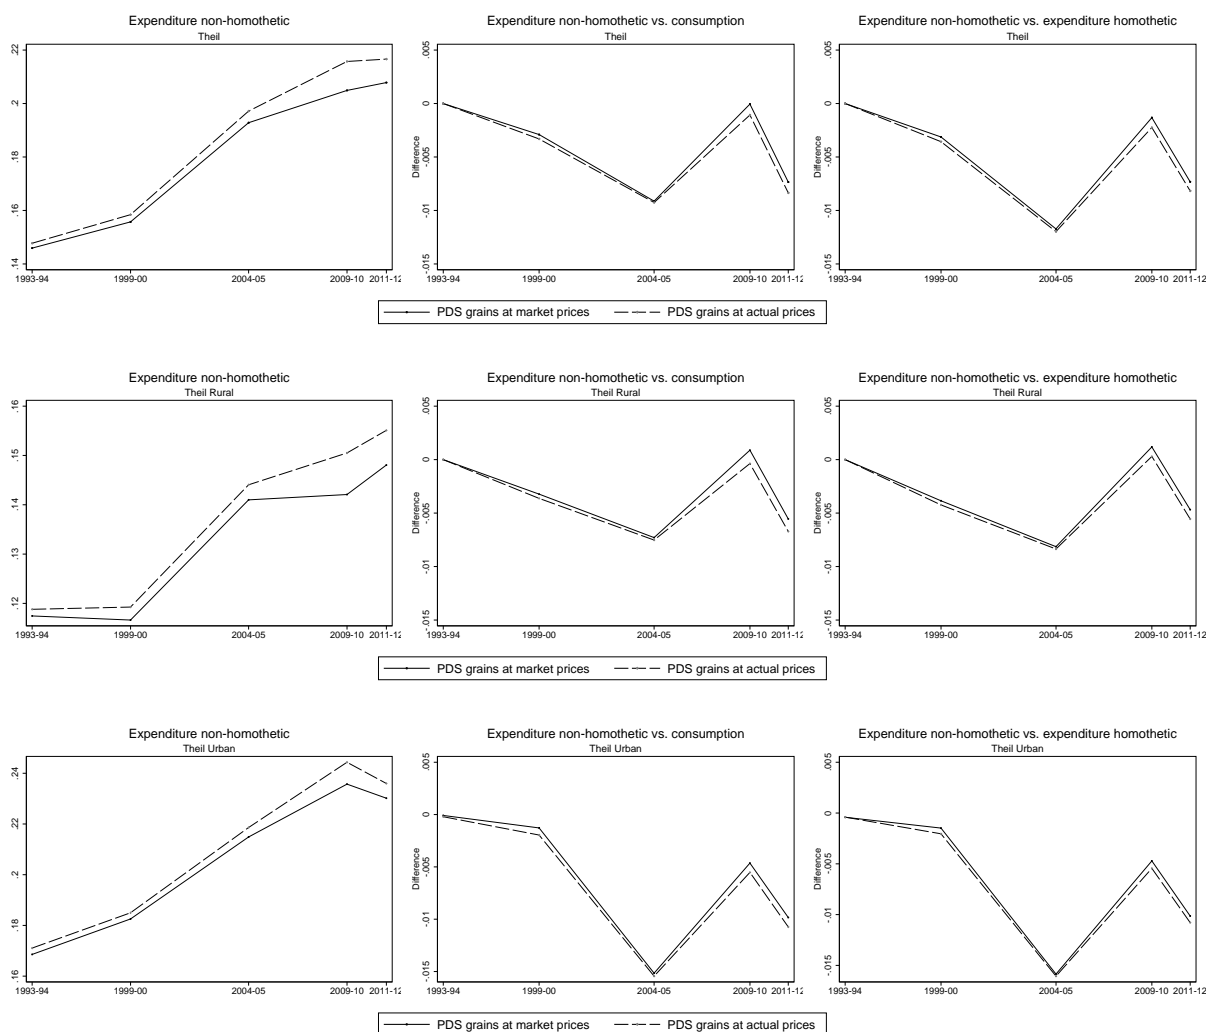 Expenditure non-homothetic
Theil
.22
.2
.18
.16
.14
1993-94 1999-00 2004-05 2009-10 2011-12
Expenditure non-homothetic vs. consumption
Theil
Difference
.005
0
-.005
-.01
-.015
1993-94 1999-00 2004-05 2009-10 2011-12
Expenditure non-homothetic vs. expenditure homothetic
Theil
Difference
.005
0
-.005
-.01
-.015
1993-94 1999-00 2004-05 2009-10 2011-12
PDS grains at market prices PDS grains at actual prices
Expenditure non-homothetic
Theil Rural
.16
.15
.14
.13
.12
1993-94 1999-00 2004-05 2009-10 2011-12
Expenditure non-homothetic vs. consumption
Theil Rural
Difference
.005
0
-.005
-.01
-.015
1993-94 1999-00 2004-05 2009-10 2011-12
Expenditure non-homothetic vs. expenditure homothetic
Theil Rural
Difference
.005
0
-.005
-.01
-.015
1993-94 1999-00 2004-05 2009-10 2011-12
PDS grains at market prices PDS grains at actual prices
Expenditure non-homothetic
Theil Urban
.24
.22
.2
.18
.16
1993-94 1999-00 2004-05 2009-10 2011-12
Expenditure non-homothetic vs. consumption
Theil Urban
Difference
.005
0
-.005
-.01
-.015
1993-94 1999-00 2004-05 2009-10 2011-12
Expenditure non-homothetic vs. expenditure homothetic
Theil Urban
Difference
.005
0
-.005
-.01
-.015
1993-94 1999-00 2004-05 2009-10 2011-12
PDS grains at market prices PDS grains at actual prices